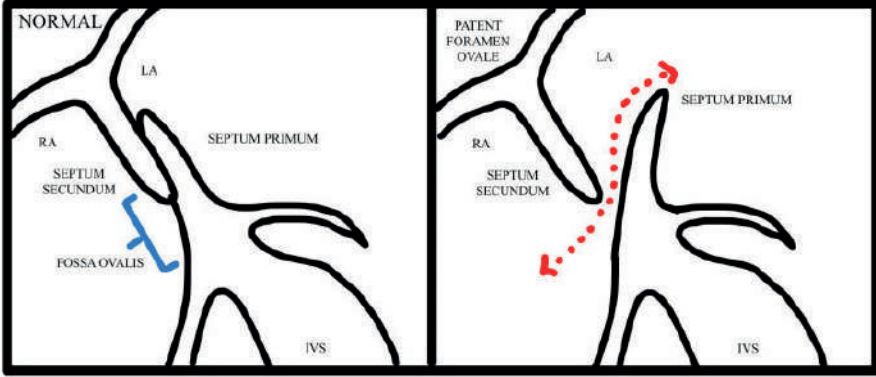 NORMAL
LA
RA
SEPTUM PRIMUM
SEPTUM
SECUNDUM
FOSSA OVALIS
IVS
PATENT
FORAMEN
OVALE
LA
SEPTUM PRIMUM
RA
SEPTUM
SECUNDUM
IVS